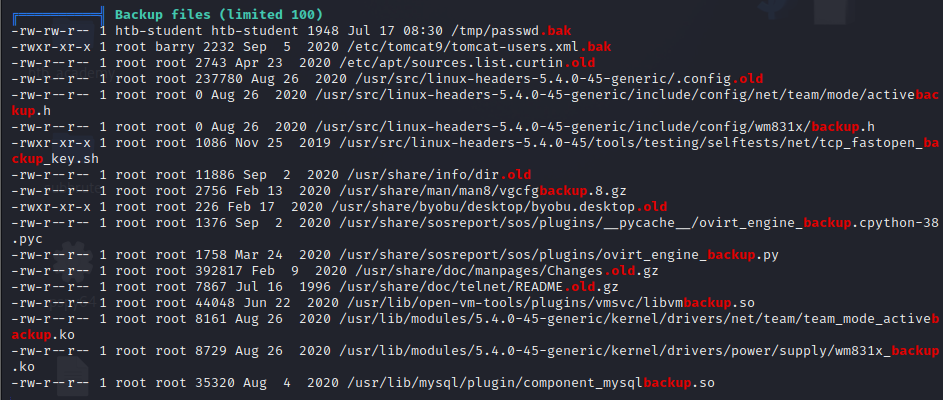 Backup files (limited 100)
-rw-rw-r-- 1 htb-student htb-student 1948 Jul 17 08:30 /tmp/passwd.bak
-rwxr-xr-x 1 root barry 2232 Sep  5  2020 /etc/tomcat9/tomcat-users.xml.bak
-rw-r--r-- 1 root root 2743 Apr 23  2020 /etc/apt/sources.list.curtin.old
-rw-r--r-- 1 root root 237780 Aug 26  2020 /usr/src/linux-headers-5.4.0-45-generic/.config.old
-rw-r--r-- 1 root root 0 Aug 26  2020 /usr/src/linux-headers-5.4.0-45-generic/include/config/net/team/mode/activebac
kup.h
-rw-r--r-- 1 root root 0 Aug 26  2020 /usr/src/linux-headers-5.4.0-45-generic/include/config/wm831x/backup.h
-rwxr-xr-x 1 root root 1086 Nov 25  2019 /usr/src/linux-headers-5.4.0-45/tools/testing/selftests/net/tcp_fastopen_ba
ckup_key.sh
-rw-r--r-- 1 root root 11886 Sep  2  2020 /usr/share/info/dir.old
-rw-r--r-- 1 root root 2756 Feb 13  2020 /usr/share/man/man8/vgcfgbackup.8.gz
-rwxr-xr-x 1 root root 226 Feb 17  2020 /usr/share/byobu/desktop/byobu.desktop.old
-rw-r--r-- 1 root root 1376 Sep  2  2020 /usr/share/sosreport/sos/plugins/__pycache__/ovirt_engine_backup.cpython-38
.pyc
-rw-r--r-- 1 root root 1758 Mar 24  2020 /usr/share/sosreport/sos/plugins/ovirt_engine_backup.py
-rw-r--r-- 1 root root 392817 Feb  9  2020 /usr/share/doc/manpages/Changes.old.gz
-rw-r--r-- 1 root root 7867 Jul 16  1996 /usr/share/doc/telnet/README.old.gz
-rw-r--r-- 1 root root 44048 Jun 22  2020 /usr/lib/open-vm-tools/plugins/vmsvc/libvmbackup.so
-rw-r--r-- 1 root root 8161 Aug 26  2020 /usr/lib/modules/5.4.0-45-generic/kernel/drivers/net/team/team_mode_activeb
ackup.ko
-rw-r--r-- 1 root root 8729 Aug 26  2020 /usr/lib/modules/5.4.0-45-generic/kernel/drivers/power/supply/wm831x_backup
.ko
-rw-r--r-- 1 root root 35320 Aug  4  2020 /usr/lib/mysql/plugin/component_mysqlbackup.so